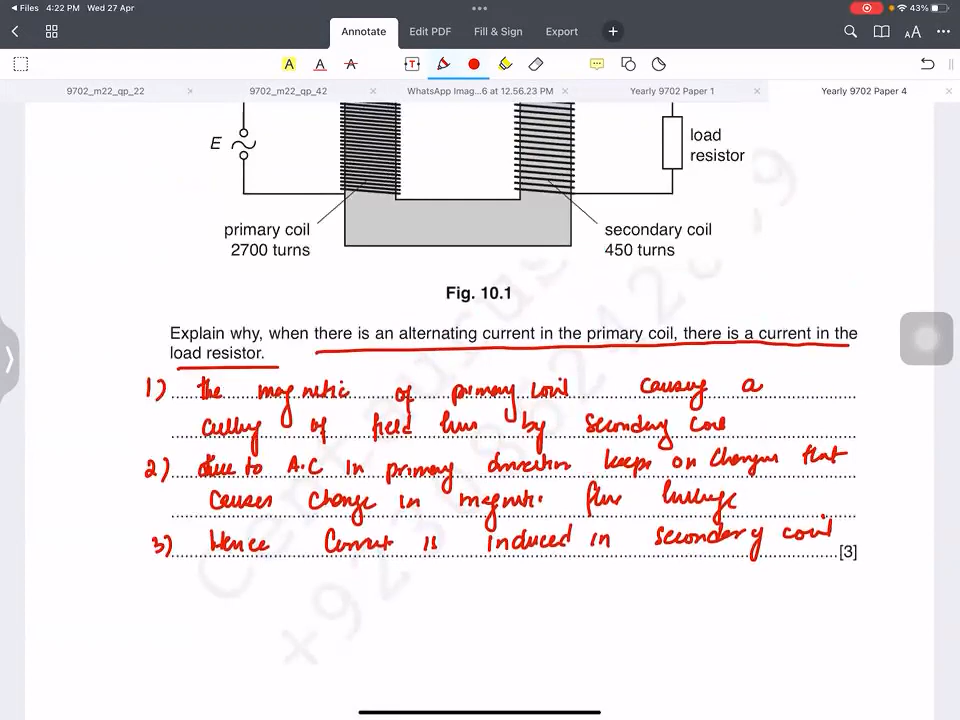 Files 4:22 PM Wed 27 Apr 43%
Annotate Edit PDF Fill & Sign Export
9702_m22_qp_22 9702_m22_qp_42 WhatsApp Imag...6 at 12.56.23 PM Yearly 9702 Paper 1 Yearly 9702 Paper 4
E
load
resistor
primary coil
2700 turns
secondary coil
450 turns
Fig. 10.1
Explain why, when there is an alternating current in the primary coil, there is a current in the
load resistor.
1) the magnetic of primary coil causing a
cutting of field by secondary
2) due to A.C in primary direction keeps on changes that
causes change in magnetic flux linkage
3) Hence Current is induced in secondary coil
[3]